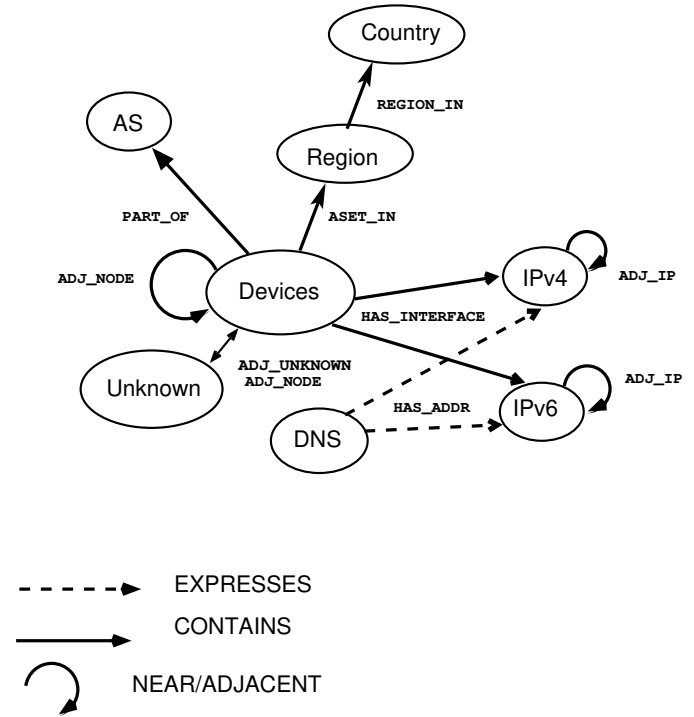 Country
REGION_IN
AS
Region
PART_OF
ASET_IN
ADJ_NODE
Devices
IPv4
ADJ_IP
HAS_INTERFACE
Unknown
ADJ_UNKNOWN
ADJ_NODE
HAS_ADDR
IPv6
ADJ_IP
DNS
EXPRESSES
CONTAINS
NEAR/ADJACENT